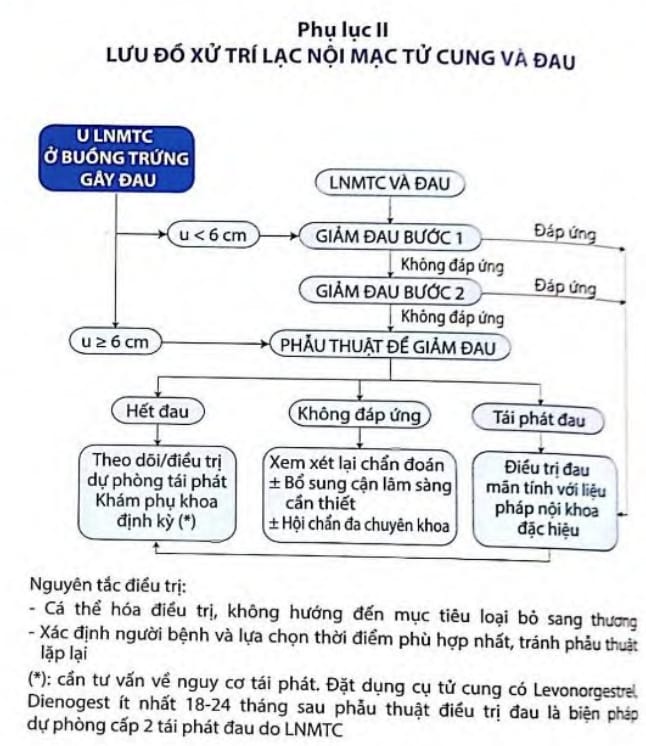 Phụ lục II
LƯU ĐỒ XỬ TRÍ LẠC NỘI MẠC TỬ CUNG VÀ ĐAU
U LNMTC
Ở BUỒNG TRỨNG
GÂY ĐAU
LNMTC VÀ ĐAU
u < 6 cm
GIẢM ĐAU BƯỚC 1
Đáp ứng
Không đáp ứng
GIẢM ĐAU BƯỚC 2
Đáp ứng
Không đáp ứng
u ≥ 6 cm
PHẪU THUẬT ĐỂ GIẢM ĐAU
Hết đau
Không đáp ứng
Tái phát đau
Theo dõi/điều trị
dự phòng tái phát
Khám phụ khoa
định kỳ (*)
Xem xét lại chẩn đoán
± Bổ sung cận lâm sàng
cần thiết
± Hội chẩn đa chuyên khoa
Điều trị đau
mãn tính với liệu
pháp nội khoa
đặc hiệu
Nguyên tắc điều trị:
- Cá thể hóa điều trị, không hướng đến mục tiêu loại bỏ sang thương
- Xác định người bệnh và lựa chọn thời điểm phù hợp nhất, tránh phẫu thuật
lặp lại
(*): cần tư vấn về nguy cơ tái phát. Đặt dụng cụ tử cung có Levonorgestrel,
Dienogest ít nhất 18-24 tháng sau phẫu thuật điều trị đau là biện pháp
dự phòng cấp 2 tái phát đau do LNMTC